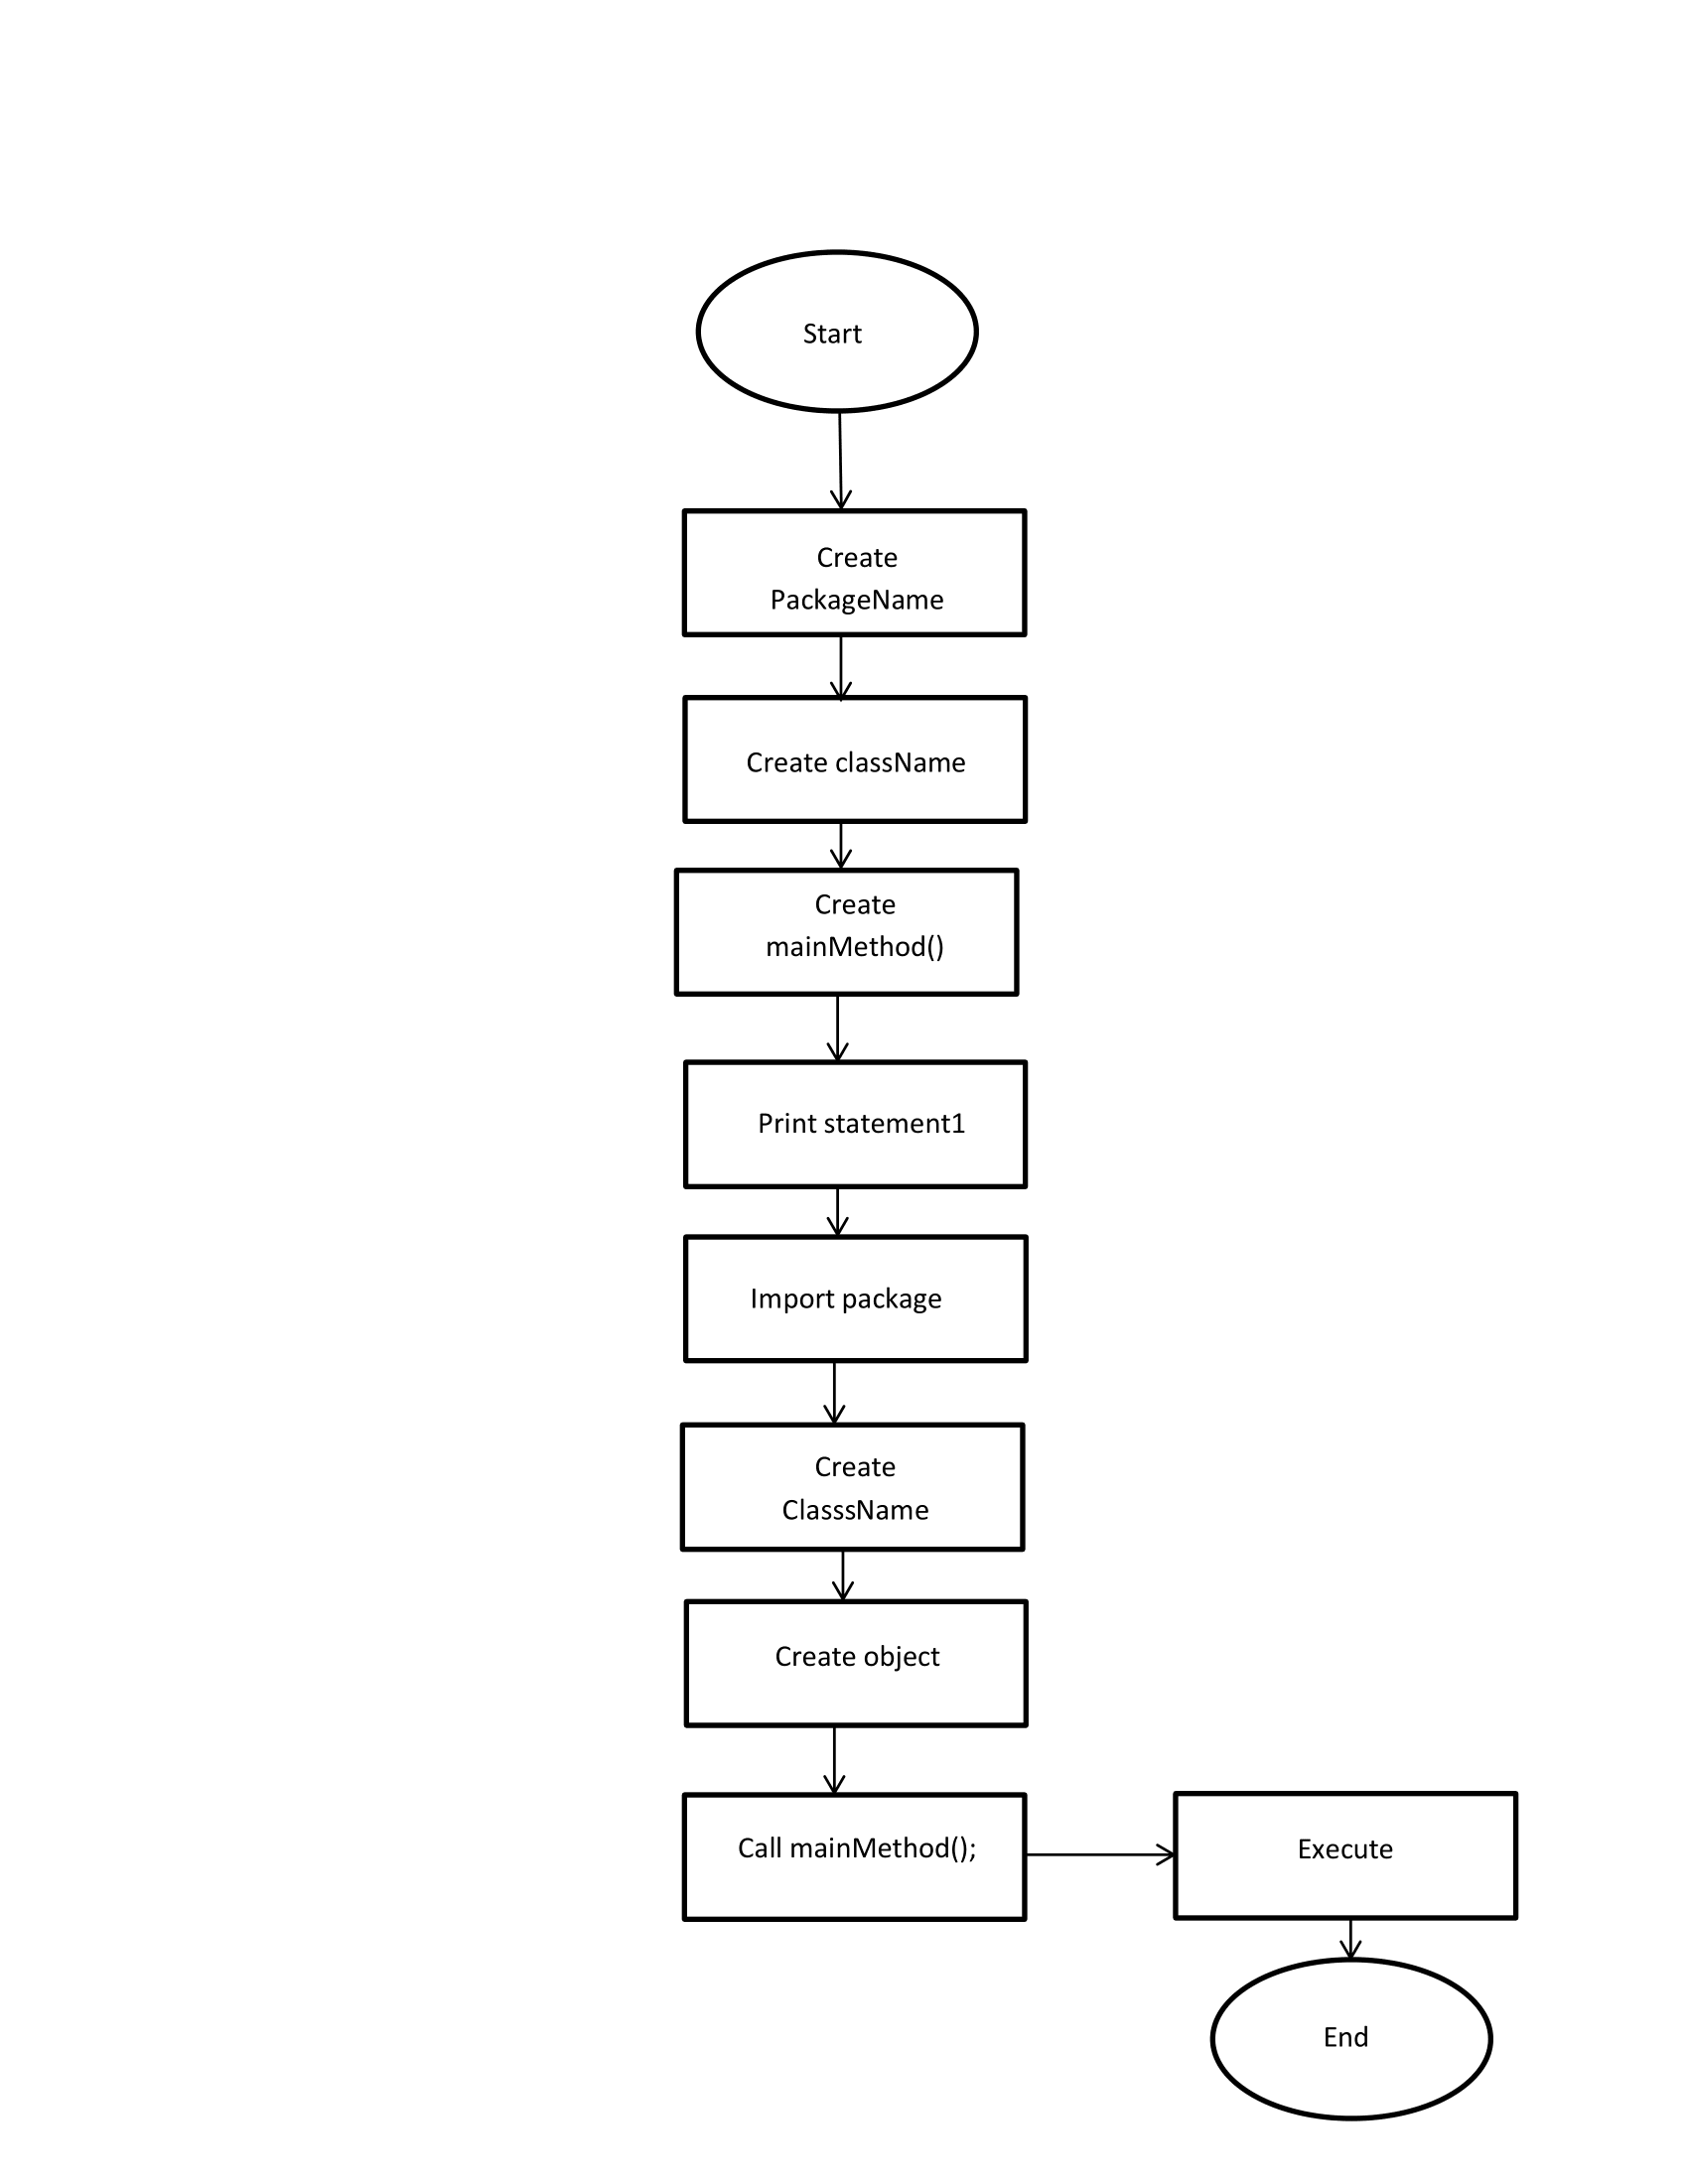 Start
Create
PackageName
Create className
Create
mainMethod()
Print statement1
Import package
Create
ClasssName
Create object
Call mainMethod();
Execute
End